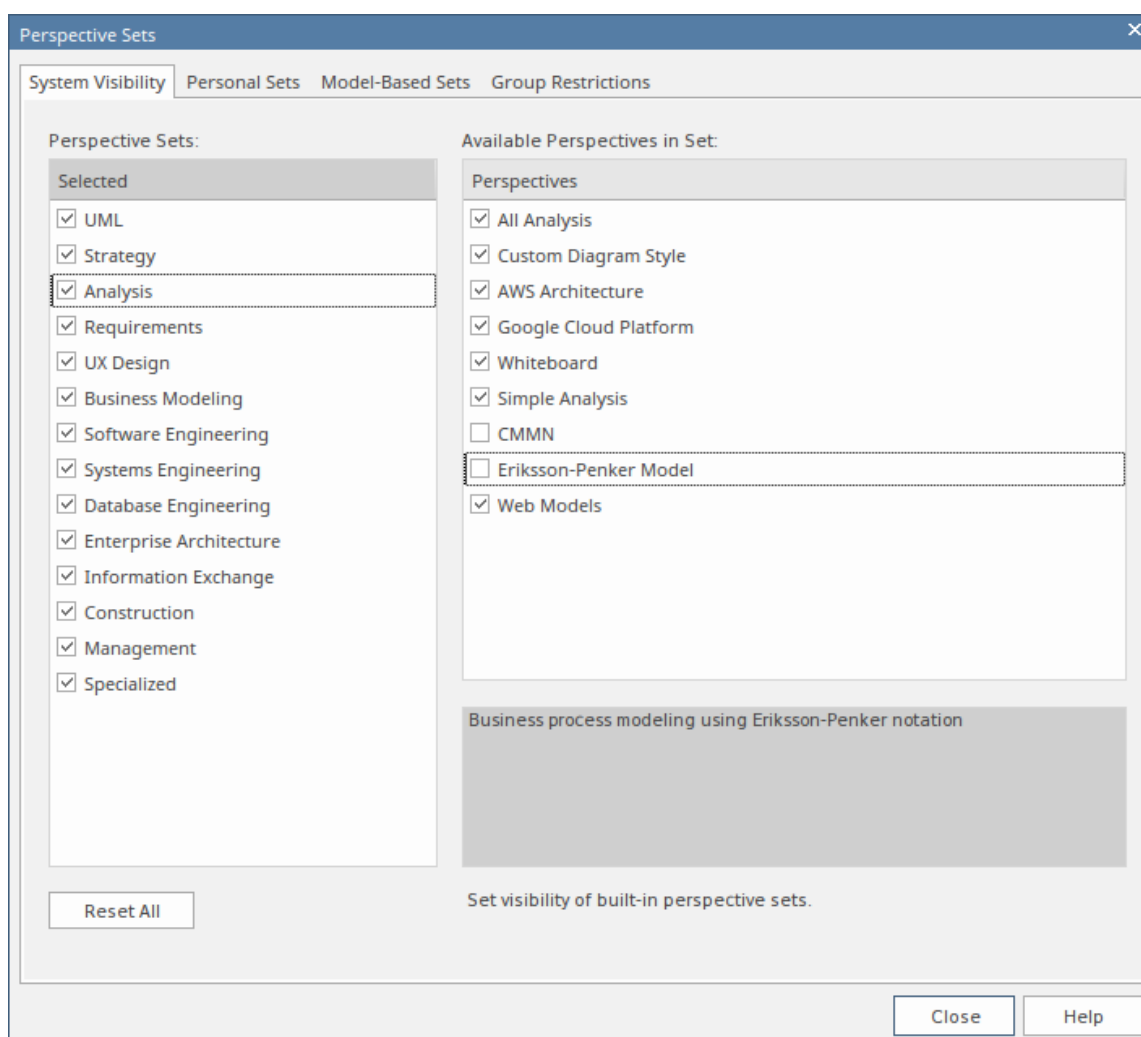 Perspective Sets
System Visibility Personal Sets Model-Based Sets Group Restrictions
Perspective Sets:
Selected
UML
Strategy
Analysis
Requirements
UX Design
Business Modeling
Software Engineering
Systems Engineering
Database Engineering
Enterprise Architecture
Information Exchange
Construction
Management
Specialized
Reset All
Available Perspectives in Set:
Perspectives
All Analysis
Custom Diagram Style
AWS Architecture
Google Cloud Platform
Whiteboard
Simple Analysis
CMMN
Eriksson-Penker Model
Web Models
Business process modeling using Eriksson-Penker notation
Set visibility of built-in perspective sets.
Close Help